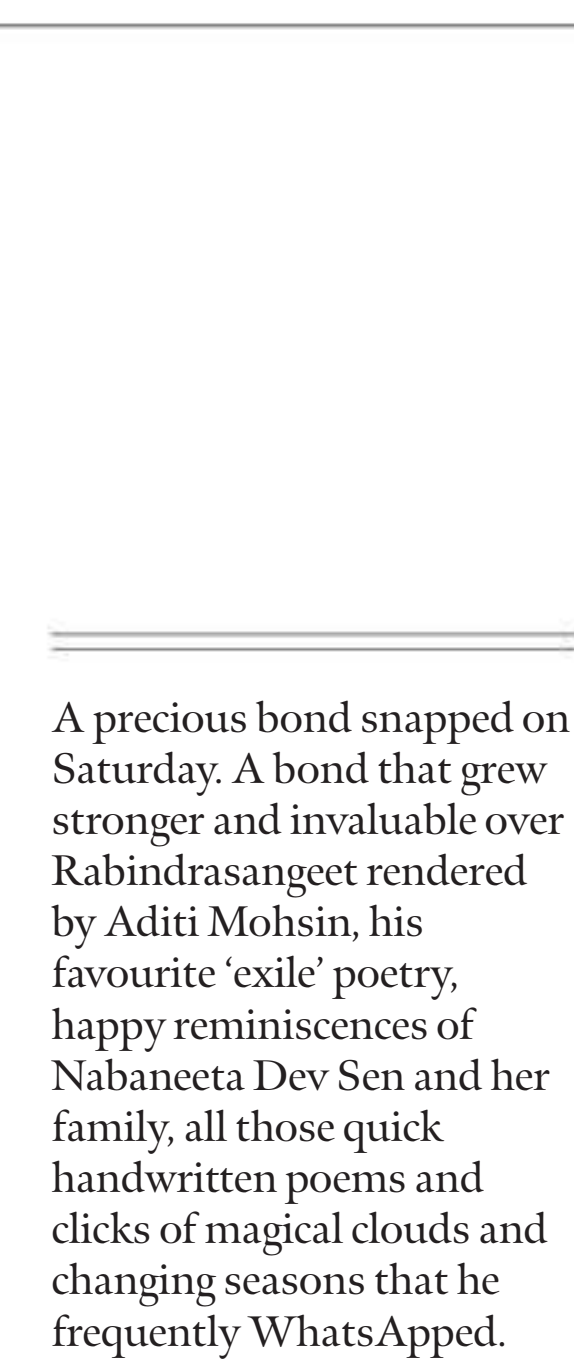 A precious bond snapped on
Saturday. A bond that grew
stronger and invaluable over
Rabindrasangeet rendered
by Aditi Mohsin, his
favourite ‘exile’ poetry,
happy reminiscences of
Nabaneeta Dev Sen and her
family, all those quick
handwritten poems and
clicks of magical clouds and
changing seasons that he
frequently WhatsApped.